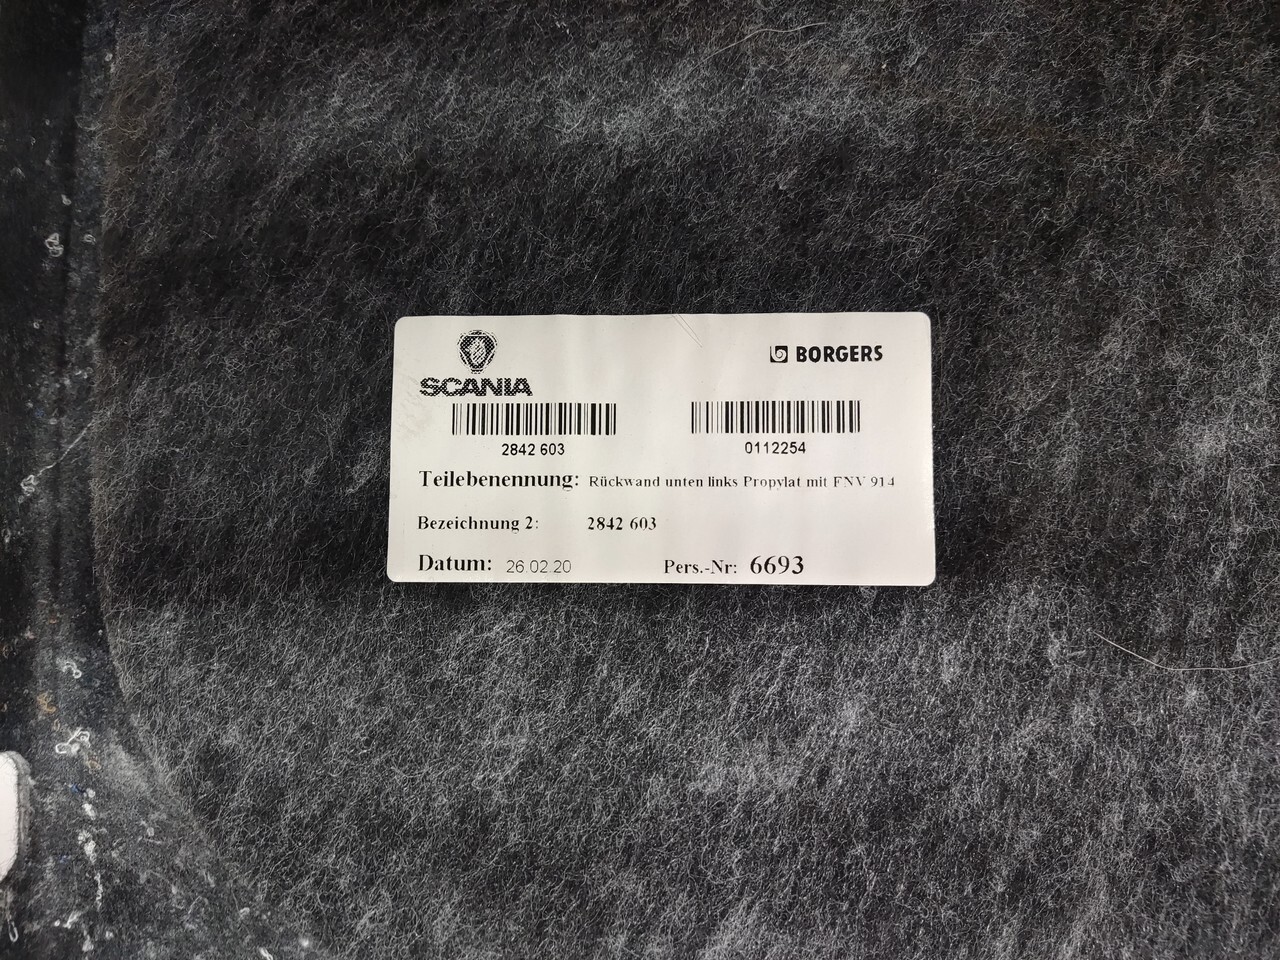 SCANIA
BORGERS
2842 603
0112254
Teilebenennung: Rückwand unten links Propylat mit FNV 914
Bezeichnung 2: 2842 603
Datum: 26.02.20 Pers.-Nr: 6693